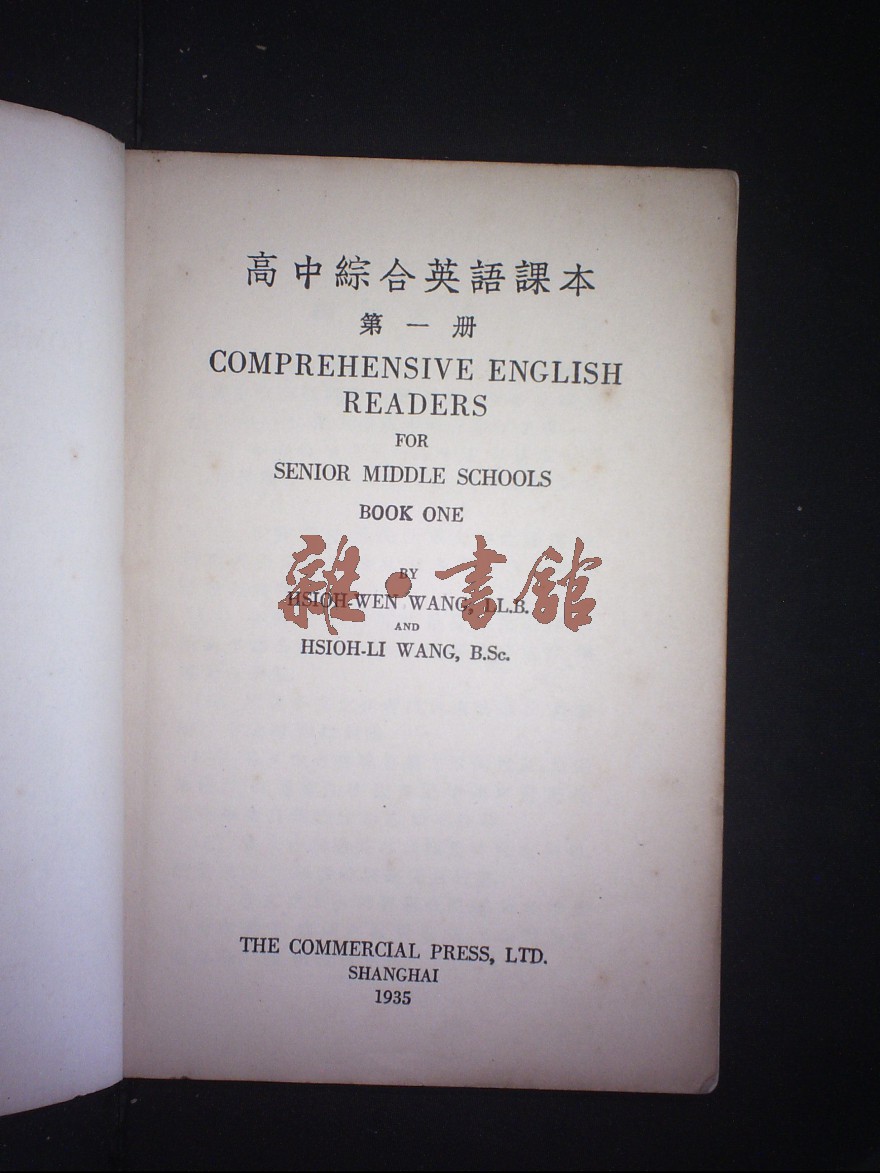 高中綜合英語課本
第一册
COMPREHENSIVE ENGLISH
READERS
FOR
SENIOR MIDDLE SCHOOLS
BOOK ONE
BY
雜·書館
HSIOH-WEN WANG, LL.B.
AND
HSIOH-LI WANG, B.Sc.
THE COMMERCIAL PRESS, LTD.
SHANGHAI
1935